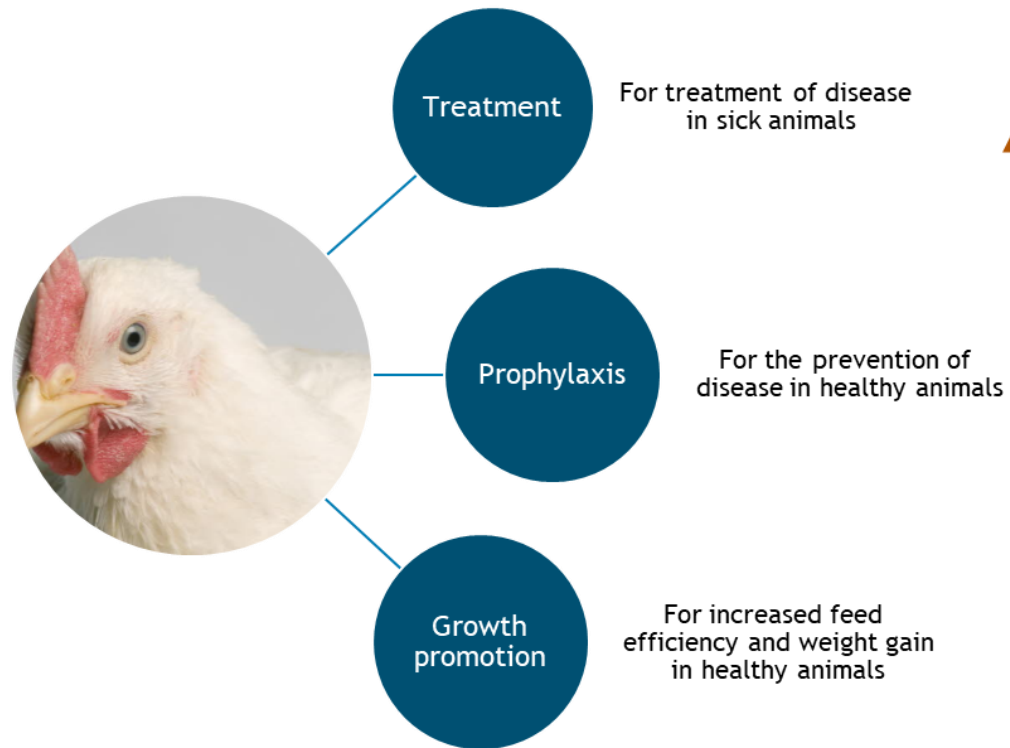 Treatment
For treatment of disease
in sick animals
Prophylaxis
For the prevention of
disease in healthy animals
Growth
promotion
For increased feed
efficiency and weight gain
in healthy animals